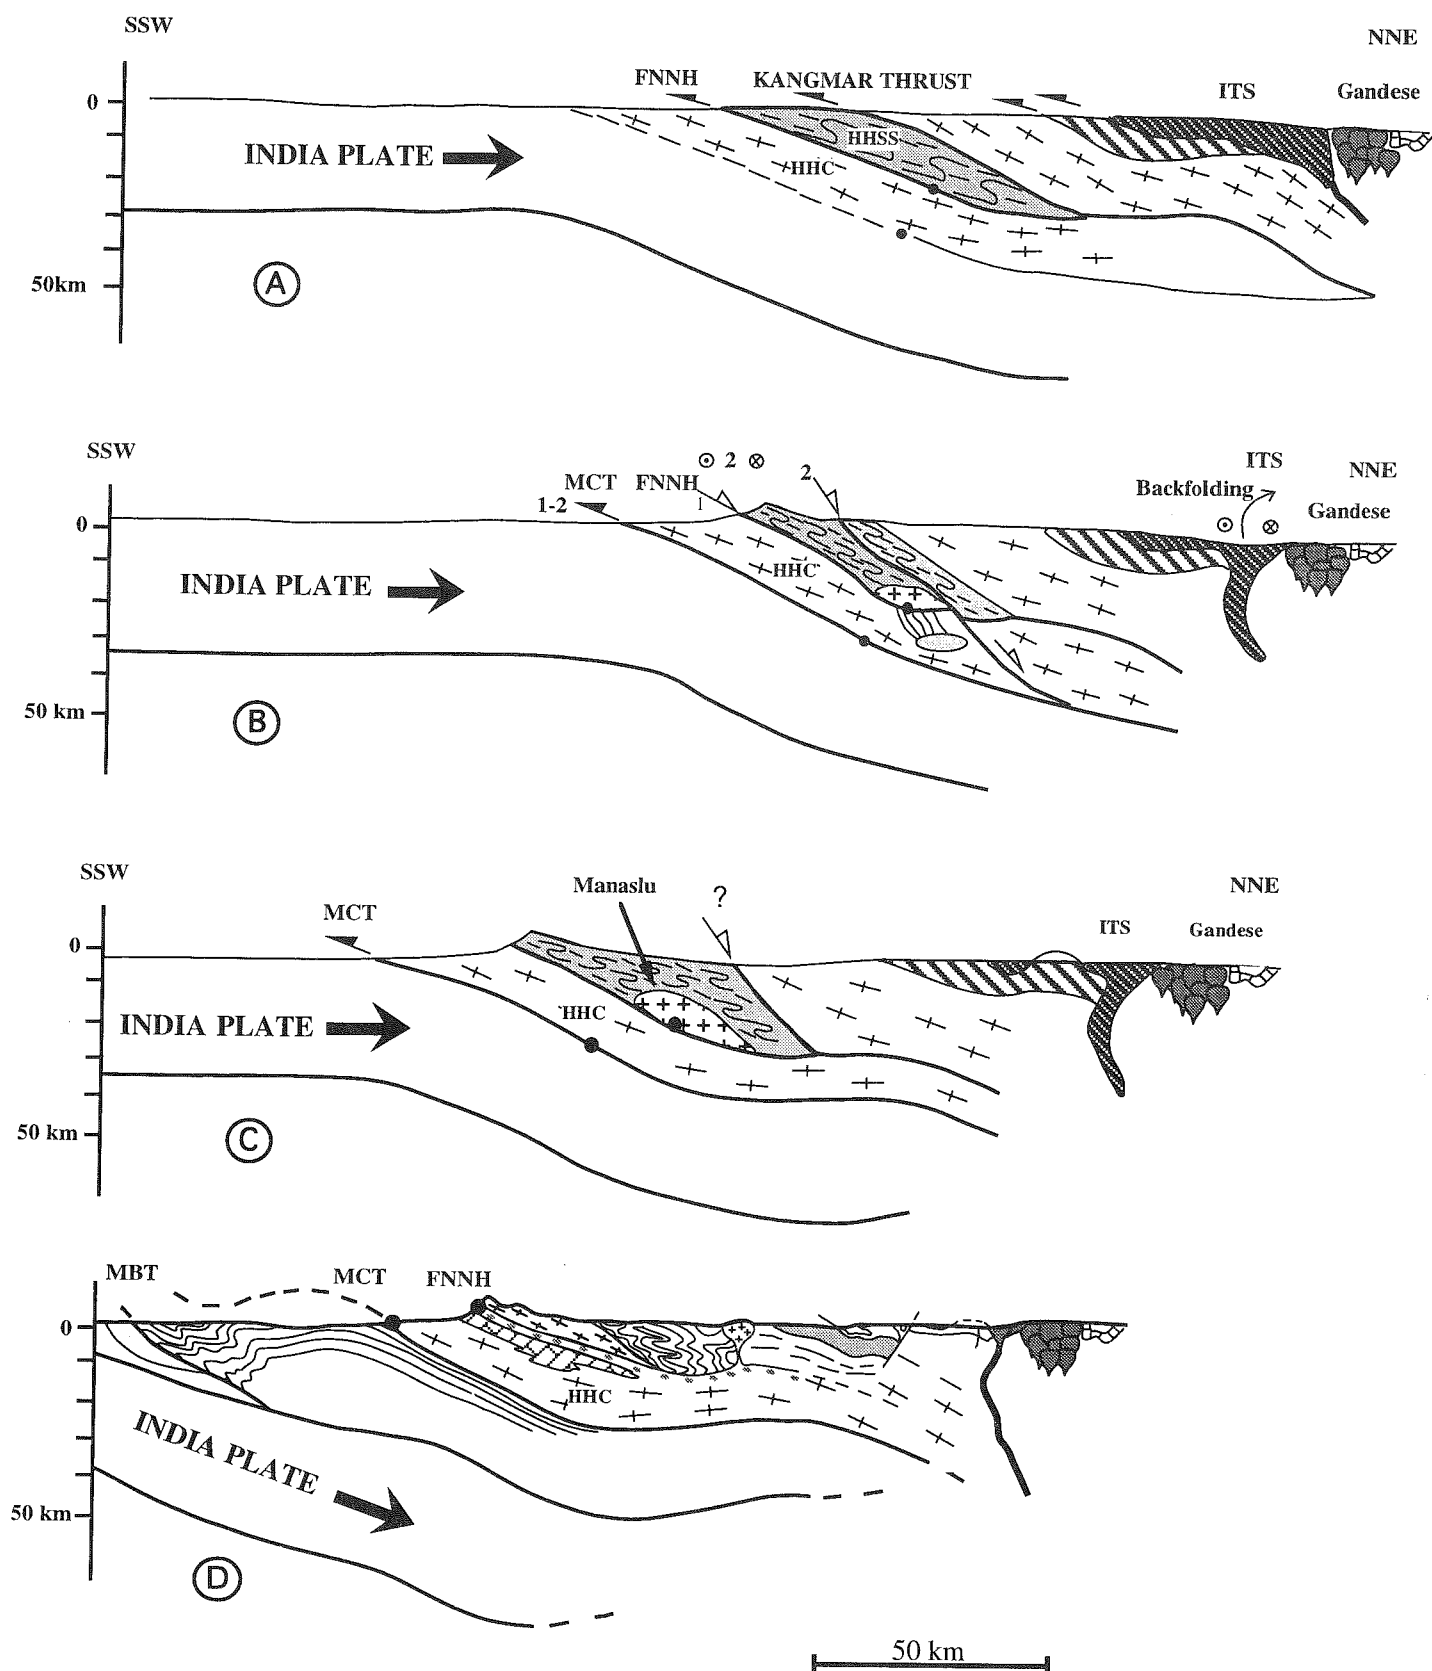 SSW
NNE
FNNH
KANGMAR THRUST
ITS
Gandese
0
HHSS
INDIA PLATE
HHC
50km
A
SSW
2
2
ITS
NNE
MCT
FNNH
Backfolding
1-2
1
Gandese
0
HHC
INDIA PLATE
50 km
B
SSW
Manaslu
?
NNE
MCT
ITS
Gandese
0
HHC
INDIA PLATE
50 km
C
MBT
MCT
FNNH
0
HHC
INDIA PLATE
50 km
D
50 km